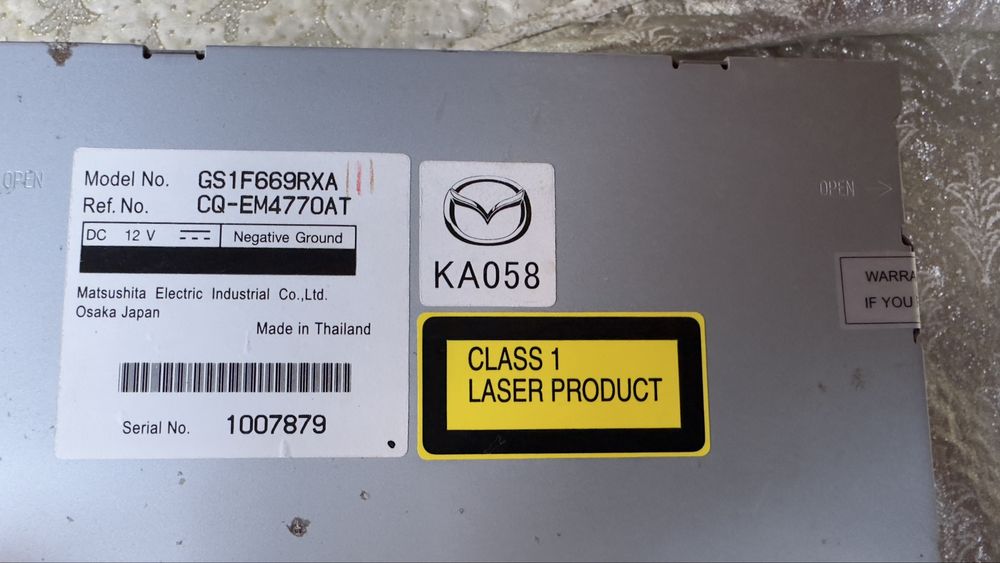 OPEN
Model No. GS1F669RXA
Ref. No. CQ-EM4770AT
DC 12 V Negative Ground
Matsushita Electric Industrial Co.,Ltd.
Osaka Japan
Made in Thailand
Serial No. 1007879
KA058
CLASS 1
LASER PRODUCT
OPEN
IF YOU